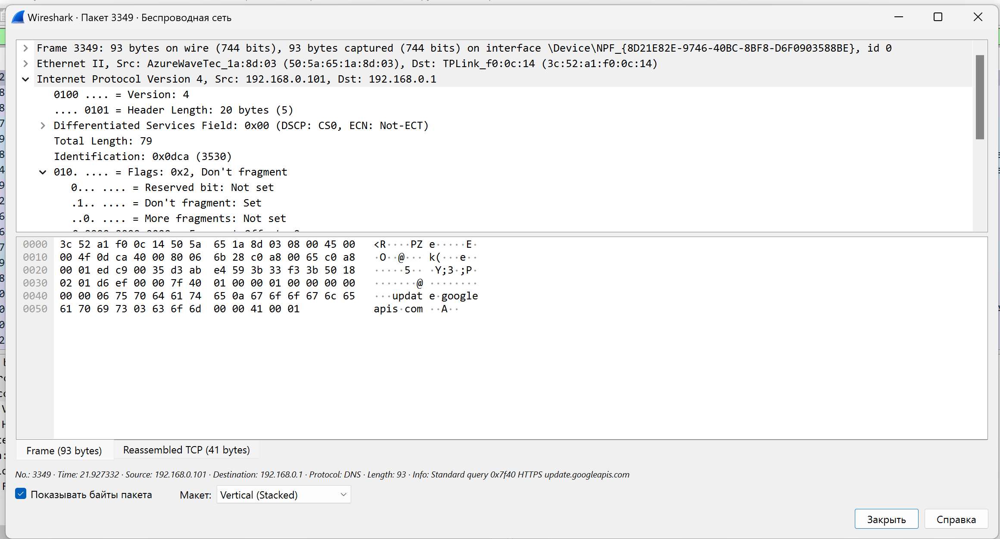 Wireshark · Пакет 3349 · Беспроводная сеть
Frame 3349: 93 bytes on wire (744 bits), 93 bytes captured (744 bits) on interface \Device\NPF_{8D21E82E-9746-40BC-8BF8-D6F0903588BE}, id 0
Ethernet II, Src: AzureWaveTec_1a:8d:03 (50:5a:65:1a:8d:03), Dst: TPLink_f0:0c:14 (3c:52:a1:f0:0c:14)
Internet Protocol Version 4, Src: 192.168.0.101, Dst: 192.168.0.1
0100 .... = Version: 4
.... 0101 = Header Length: 20 bytes (5)
Differentiated Services Field: 0x00 (DSCP: CS0, ECN: Not-ECT)
Total Length: 79
Identification: 0x0dca (3530)
010. .... = Flags: 0x2, Don't fragment
0... .... = Reserved bit: Not set
.1.. .... = Don't fragment: Set
..0. .... = More fragments: Not set
0000 3c 52 a1 f0 0c 14 50 5a 65 1a 8d 03 08 00 45 00 <R····PZ e·····E·
0010 00 4f 0d ca 40 00 80 06 6b 28 c0 a8 00 65 c0 a8 ·O··@··· k(···e··
0020 00 01 ed c9 00 35 d3 ab e4 59 3b 33 f3 3b 50 18 ·····5·· ·Y;3·;P·
0030 02 01 d6 ef 00 00 7f 40 01 00 00 01 00 00 00 00 ·······@ ········
0040 00 00 06 75 70 64 61 74 65 0a 67 6f 6f 67 6c 65 ···updat e·google
0050 61 70 69 73 03 63 6f 6d 00 00 41 00 01 apis·com ··A··
Frame (93 bytes) Reassembled TCP (41 bytes)
No.: 3349 · Time: 21.927332 · Source: 192.168.0.101 · Destination: 192.168.0.1 · Protocol: DNS · Length: 93 · Info: Standard query 0x7f40 HTTPS update.googleapis.com
Показывать байты пакета Макет: Vertical (Stacked)
Закрыть Справка